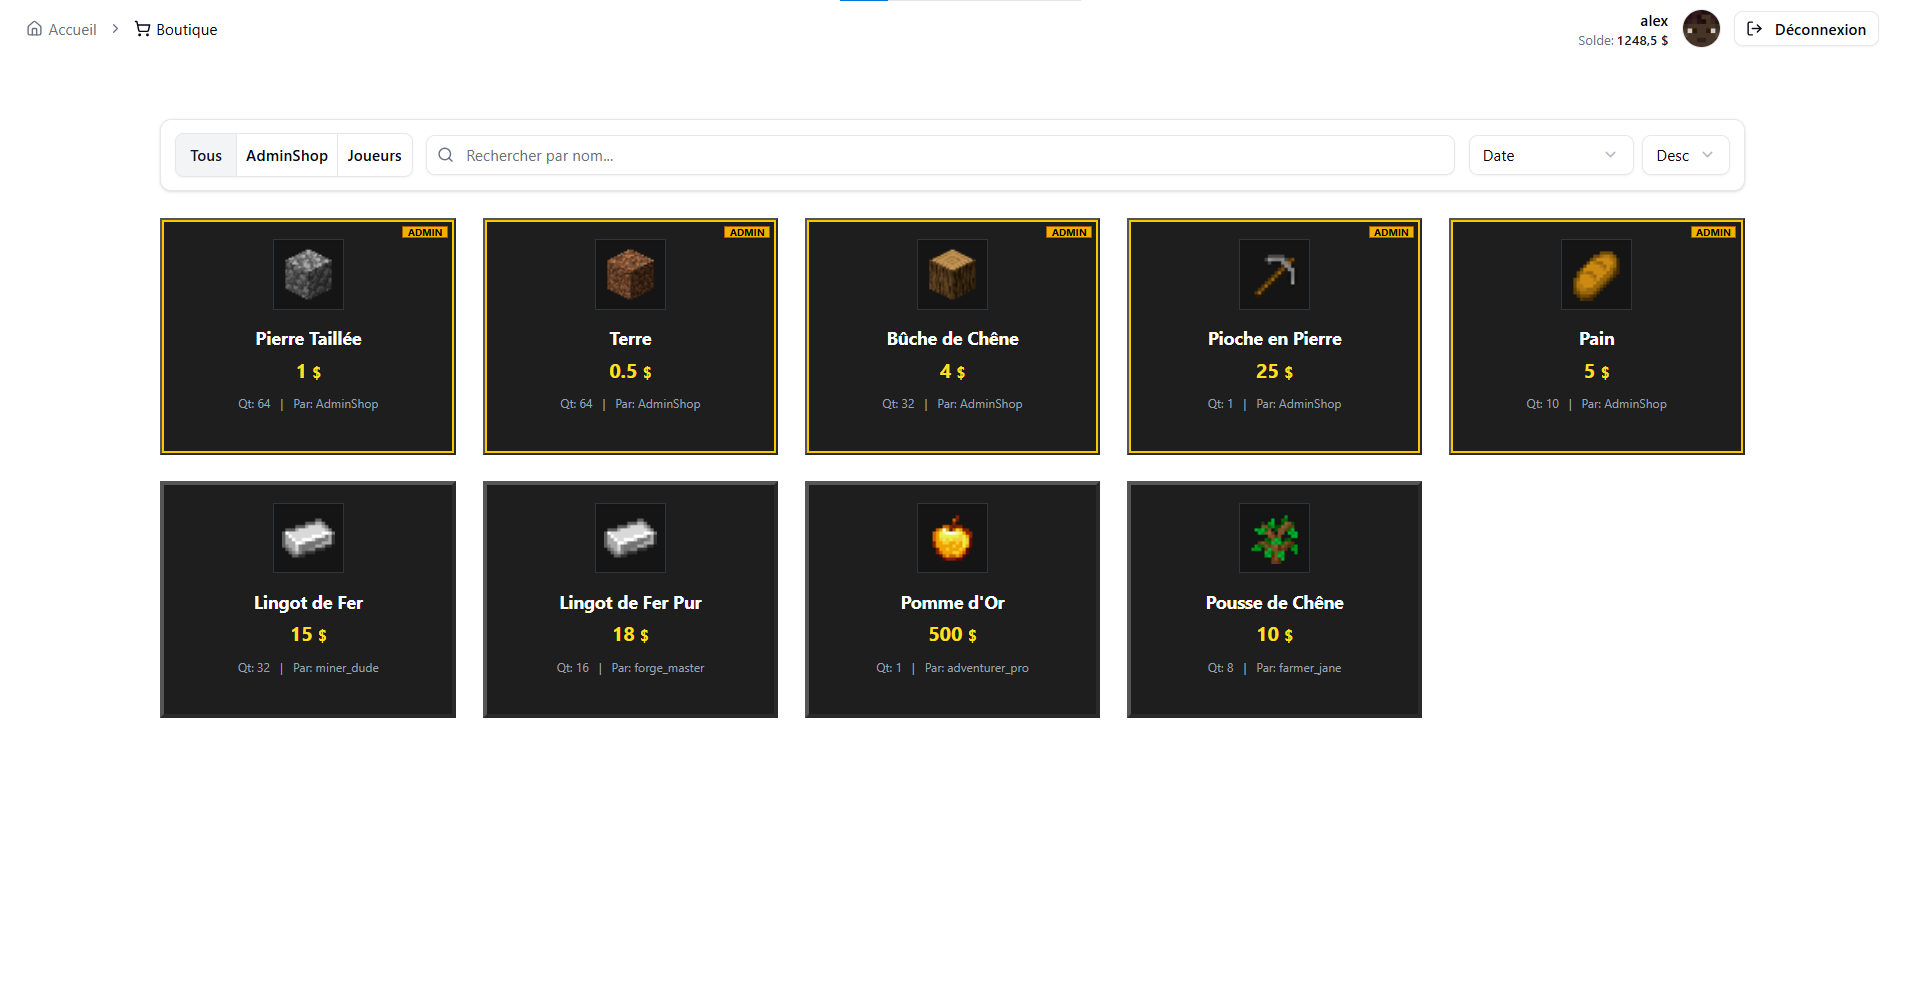 Accueil > Boutique
alex
Solde: 1248,5 $
Déconnexion
Tous AdminShop Joueurs Rechercher par nom... Date Desc
ADMIN
Pierre Taillée
1 $
Qt: 64 | Par: AdminShop
ADMIN
Terre
0.5 $
Qt: 64 | Par: AdminShop
ADMIN
Bûche de Chêne
4 $
Qt: 32 | Par: AdminShop
ADMIN
Pioche en Pierre
25 $
Qt: 1 | Par: AdminShop
ADMIN
Pain
5 $
Qt: 10 | Par: AdminShop
Lingot de Fer
15 $
Qt: 32 | Par: miner_dude
Lingot de Fer Pur
18 $
Qt: 16 | Par: forge_master
Pomme d'Or
500 $
Qt: 1 | Par: adventurer_pro
Pousse de Chêne
10 $
Qt: 8 | Par: farmer_jane